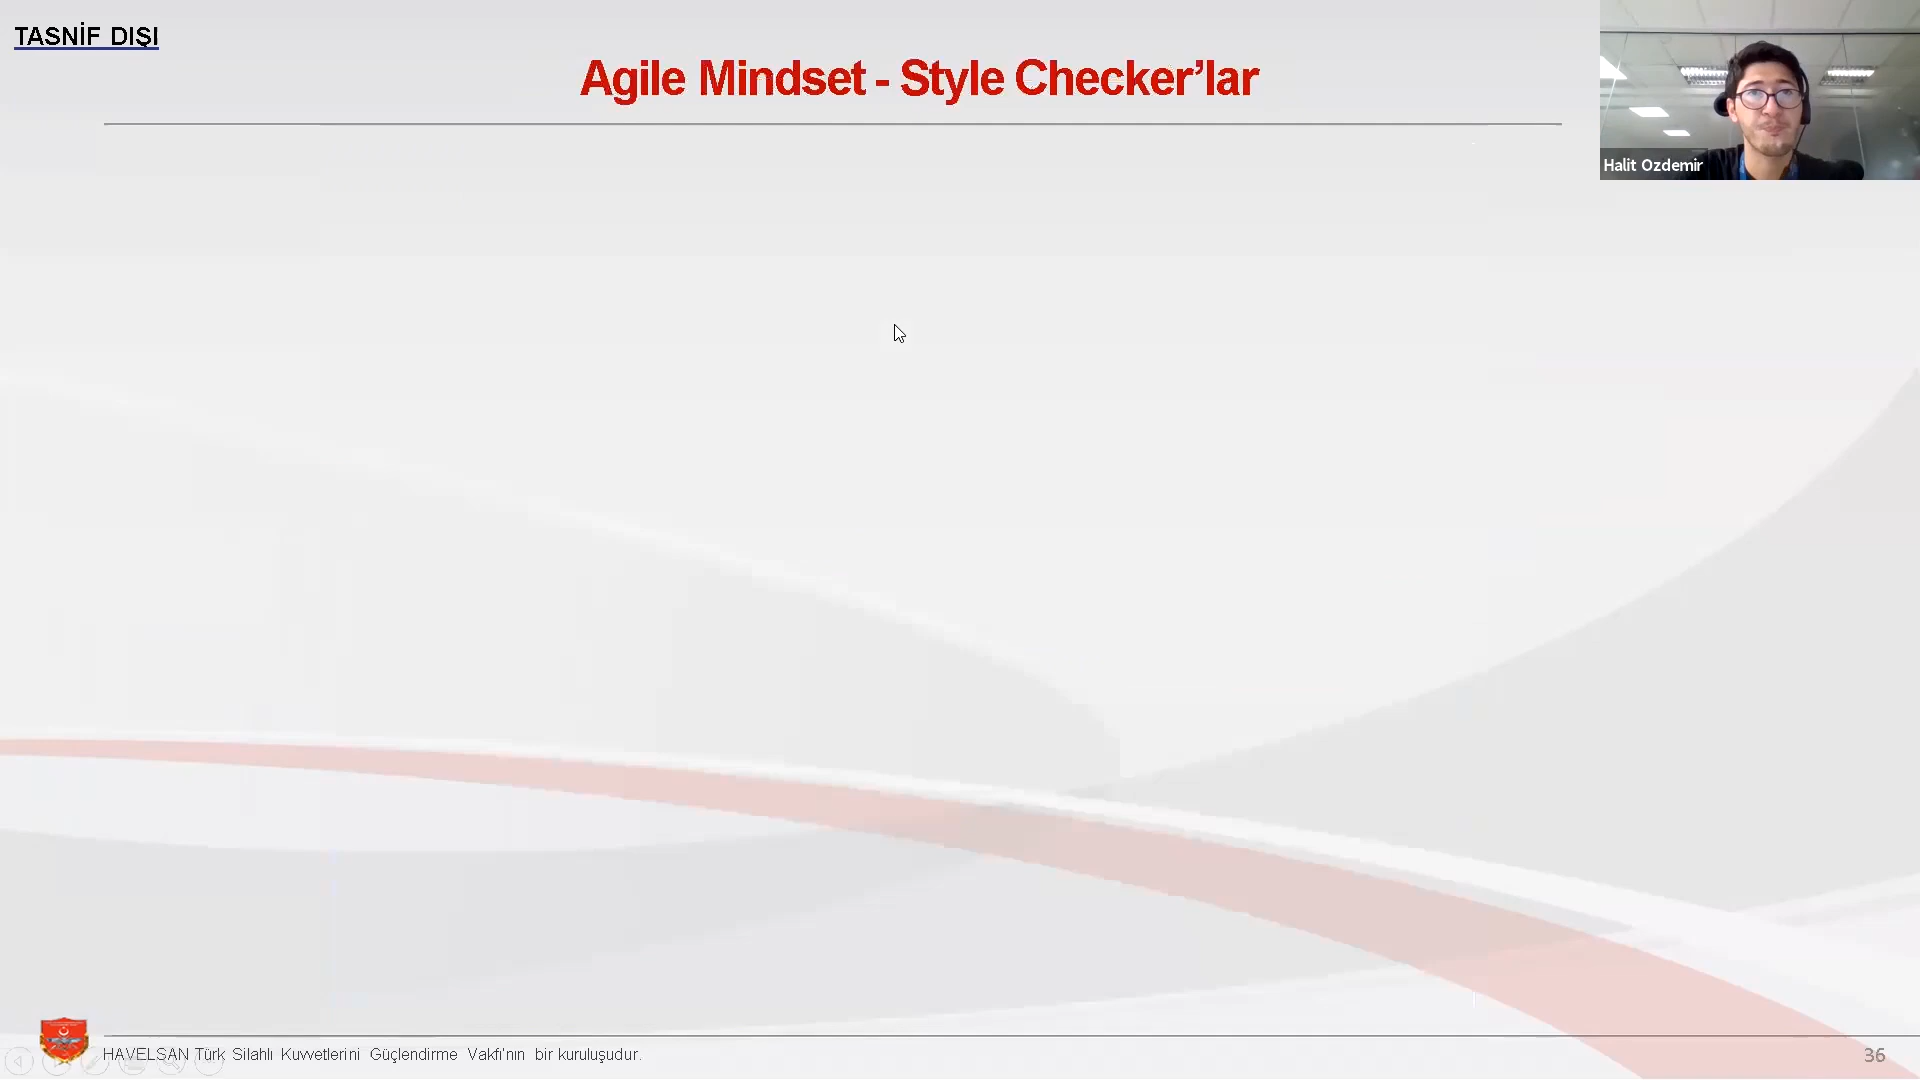 TASNİF DIŞI
Agile Mindset - Style Checker’lar
Halit Ozdemir
HAVELSAN Türk Silahlı Kuvvetlerini Güçlendirme Vakfı'nın bir kuruluşudur.
36